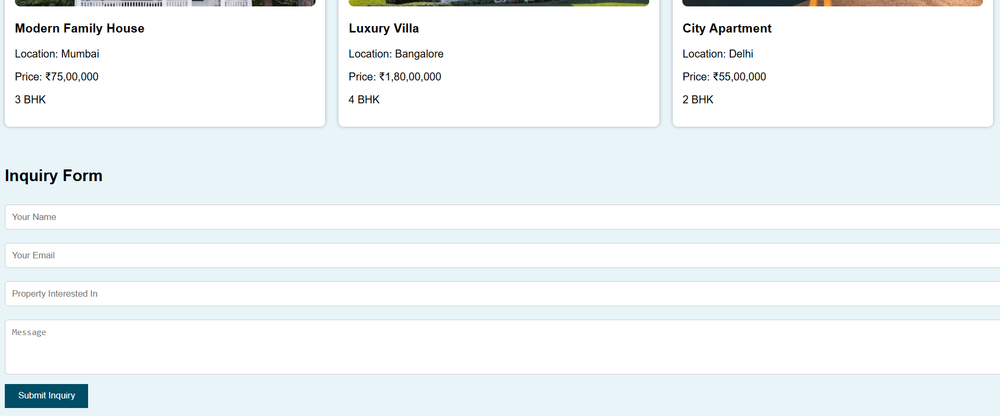 Modern Family House
Location: Mumbai
Price: ₹75,00,000
3 BHK
Luxury Villa
Location: Bangalore
Price: ₹1,80,00,000
4 BHK
City Apartment
Location: Delhi
Price: ₹55,00,000
2 BHK
Inquiry Form
Your Name
Your Email
Property Interested In
Message
Submit Inquiry